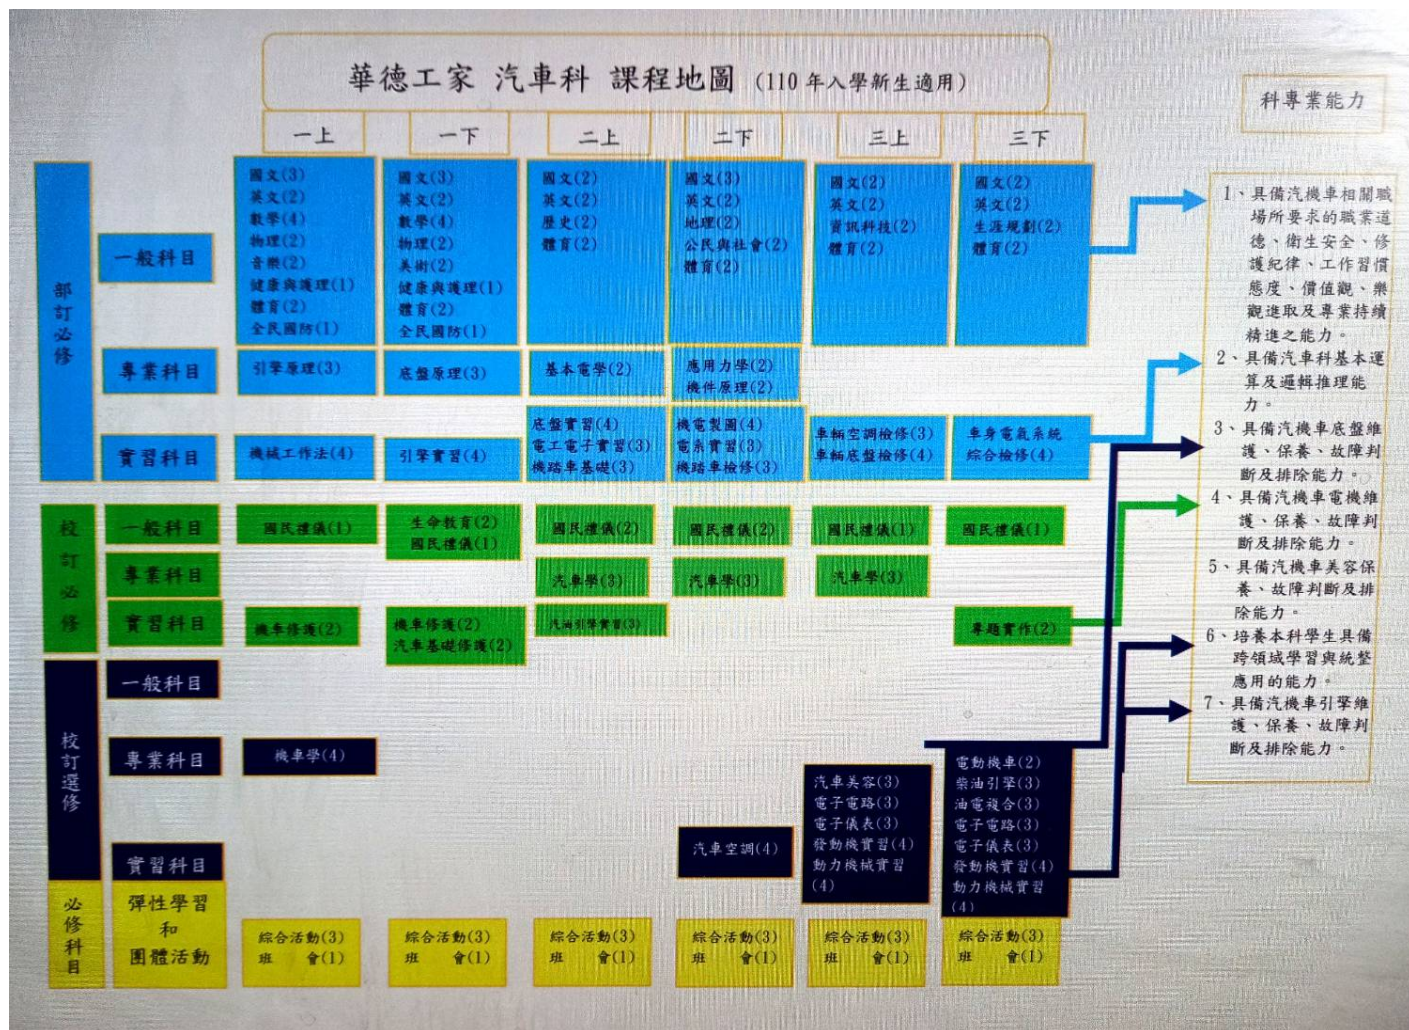 華德工家 汽車科 課程地圖 (110 年入學新生適用)
科專業能力
一上
一下
二上
二下
三上
三下
部訂必修
一般科目
國文(3)
英文(2)
數學(4)
物理(2)
音樂(2)
健康與護理(1)
體育(2)
全民國防(1)
國文(3)
英文(2)
數學(4)
物理(2)
美術(2)
健康與護理(1)
體育(2)
全民國防(1)
國文(2)
英文(2)
歷史(2)
體育(2)
國文(3)
英文(2)
地理(2)
公民與社會(2)
體育(2)
國文(2)
英文(2)
資訊科技(2)
體育(2)
國文(2)
英文(2)
生涯規劃(2)
體育(2)
專業科目
引擎原理(3)
底盤原理(3)
基本電學(2)
應用力學(2)
機件原理(2)
實習科目
機械工作法(4)
引擎實習(4)
底盤實習(4)
電工電子實習(3)
機踏車基礎(3)
機電製圖(4)
電系實習(3)
機踏車檢修(3)
車輛空調檢修(3)
車輛底盤檢修(4)
車身電氣系統
綜合檢修(4)
校訂必修
一般科目
國民禮儀(1)
生命教育(2)
國民禮儀(1)
國民禮儀(2)
國民禮儀(2)
國民禮儀(1)
國民禮儀(1)
專業科目
汽車學(3)
汽車學(3)
汽車學(3)
實習科目
機車修護(2)
機車修護(2)
汽車基礎修護(2)
汽油引擎實習(3)
專題實作(2)
校訂選修
一般科目
專業科目
機車學(4)
實習科目
汽車空調(4)
汽車美容(3)
電子電路(3)
電子儀表(3)
發動機實習(4)
動力機械實習
(4)
電動機車(2)
柴油引擎(3)
油電複合(3)
電子電路(3)
電子儀表(3)
發動機實習(4)
動力機械實習
(4)
必修科目
彈性學習
和
團體活動
綜合活動(3)
班　　會(1)
綜合活動(3)
班　　會(1)
綜合活動(3)
班　　會(1)
綜合活動(3)
班　　會(1)
綜合活動(3)
班　　會(1)
綜合活動(3)
班　　會(1)
1、具備汽機車相關職
場所要求的職業道
德、衛生安全、修
護紀律、工作習慣
態度、價值觀、樂
觀進取及專業持續
精進之能力。
2、具備汽車科基本運
算及邏輯推理能
力。
3、具備汽機車底盤維
護、保養、故障判
斷及排除能力。
4、具備汽機車電機維
護、保養、故障判
斷及排除能力。
5、具備汽機車美容保
養、故障判斷及排
除能力。
6、培養本科學生具備
跨領域學習與統整
應用的能力。
7、具備汽機車引擎維
護、保養、故障判
斷及排除能力。